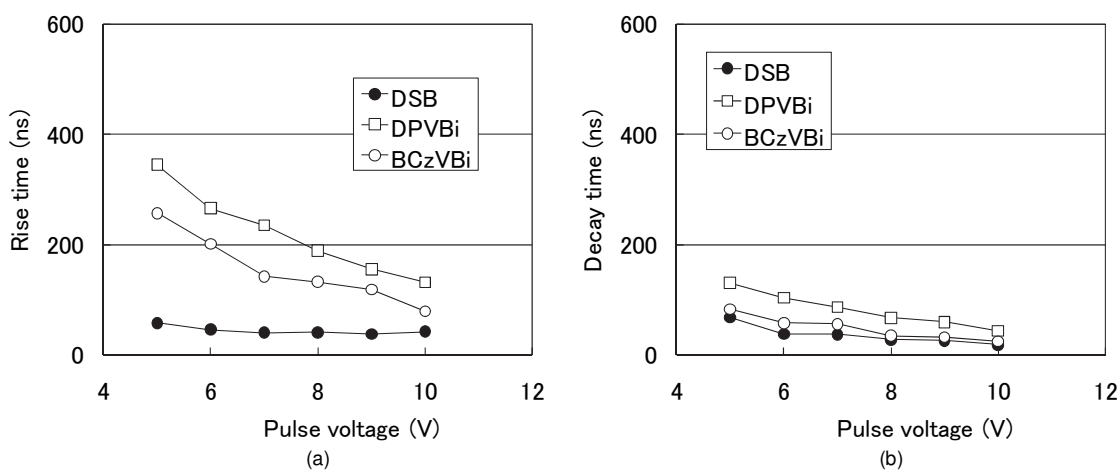 600
400
200
0
Rise time (ns)
DSB
DPVBi
BCzVBi
4 6 8 10 12
Pulse voltage (V)
(a)
600
400
200
0
Decay time (ns)
DSB
DPVBi
BCzVBi
4 6 8 10 12
Pulse voltage (V)
(b)